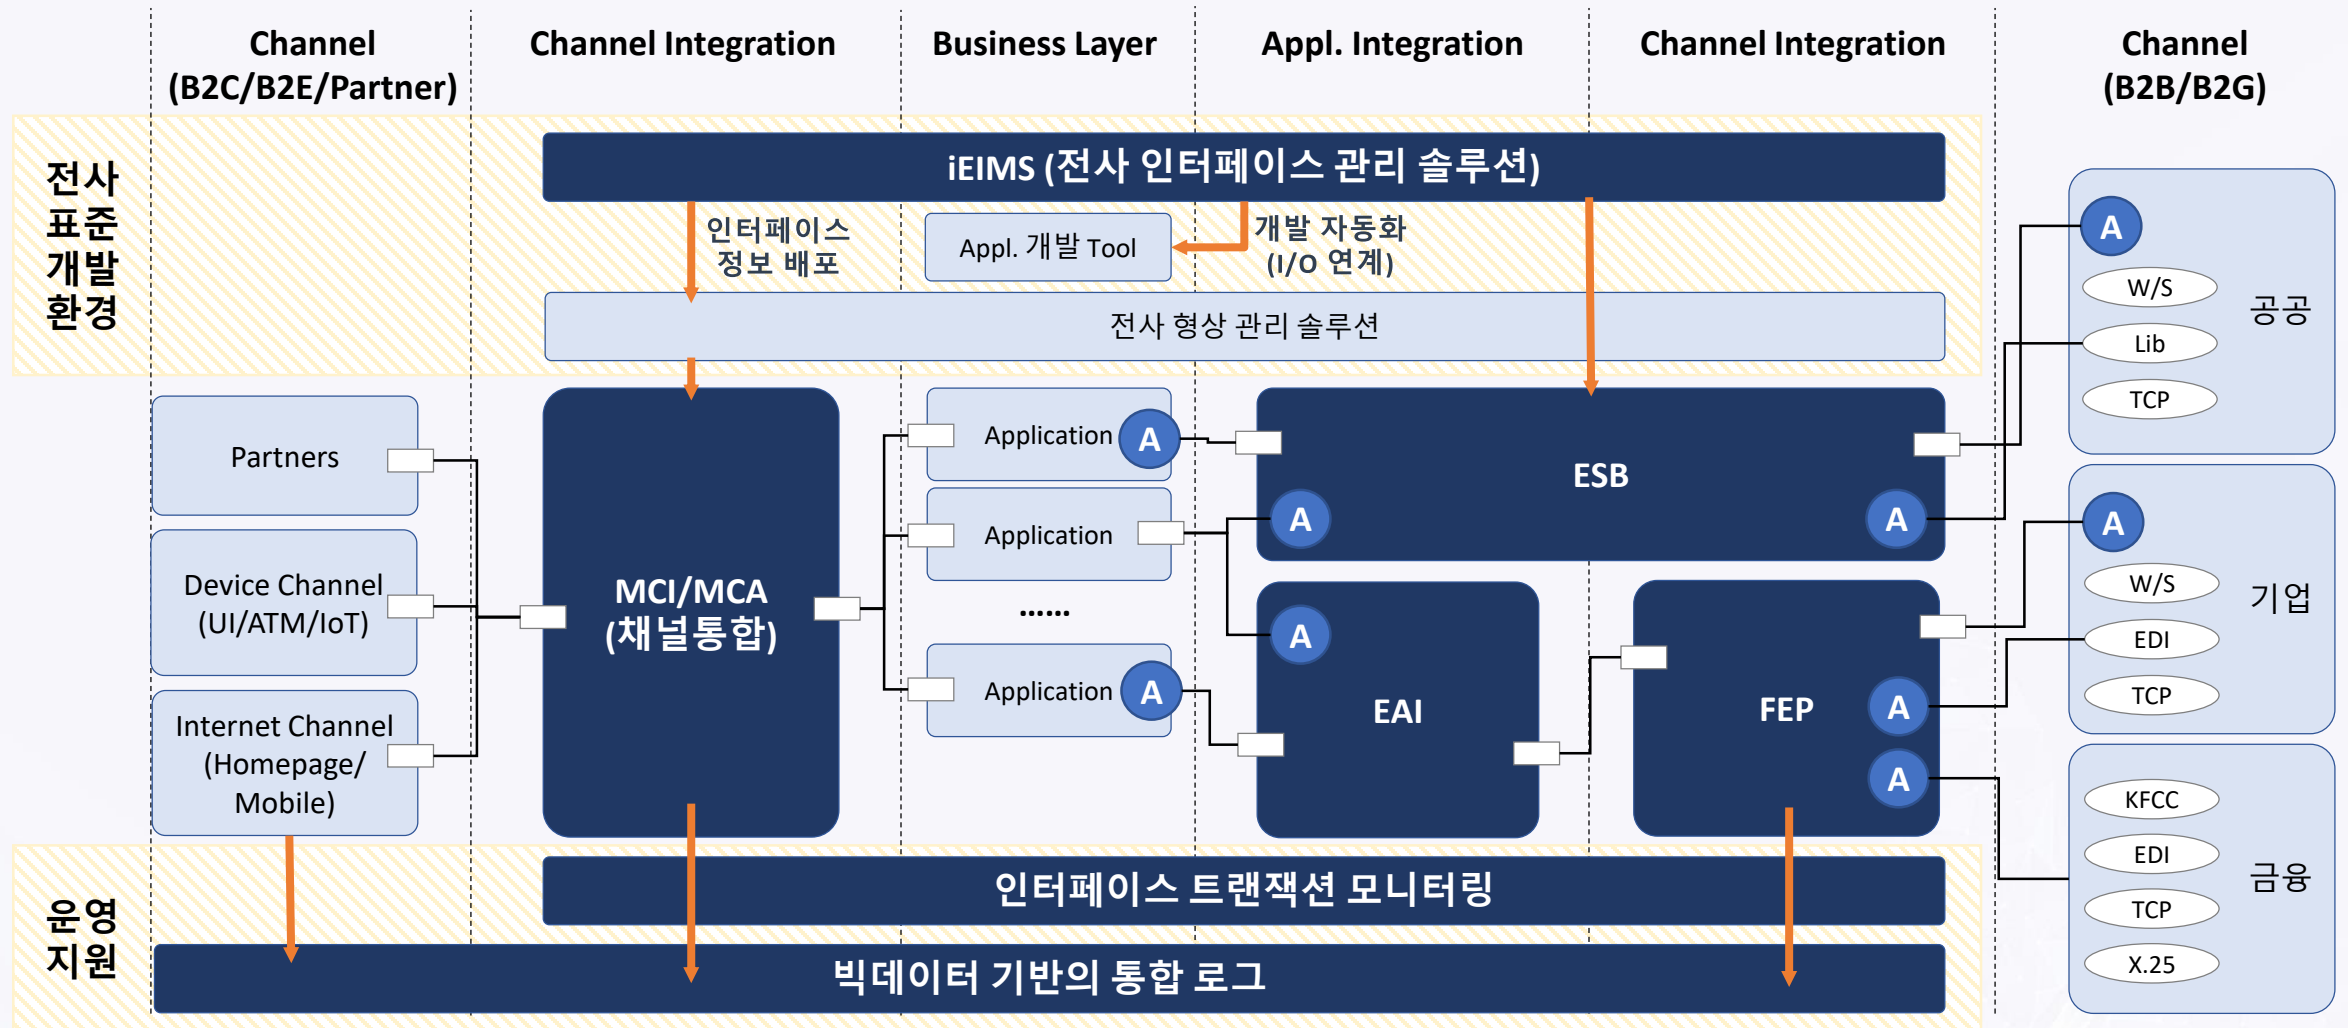 Channel
(B2C/B2E/Partner)
Channel Integration
Business Layer
Appl. Integration
Channel Integration
Channel
(B2B/B2G)
전사
표준
개발
환경
iEIMS (전사 인터페이스 관리 솔루션)
인터페이스
정보 배포
Appl. 개발 Tool
개발 자동화
(I/O 연계)
전사 형상 관리 솔루션
Partners
Device Channel
(UI/ATM/IoT)
Internet Channel
(Homepage/
Mobile)
MCI/MCA
(채널통합)
Application
A
Application
......
Application
A
ESB
A
A
A
EAI
FEP
A
A
A
W/S
Lib
TCP
공공
A
W/S
EDI
TCP
기업
KFCC
EDI
TCP
X.25
금융
운영
지원
인터페이스 트랜잭션 모니터링
빅데이터 기반의 통합 로그